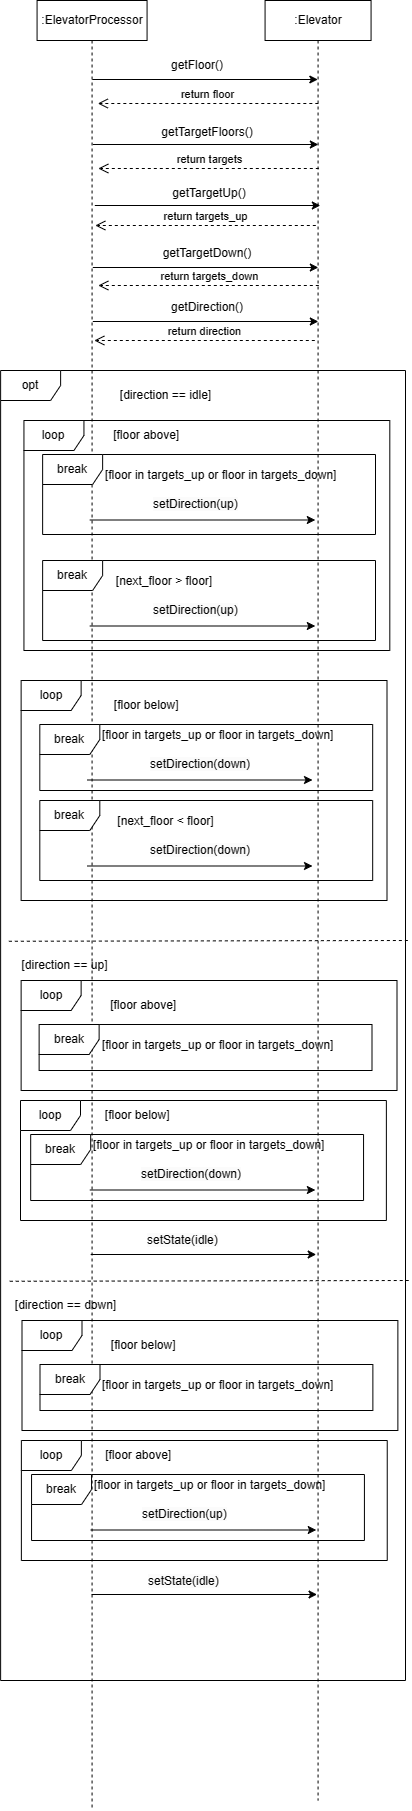 :ElevatorProcessor
:Elevator
getFloor()
return floor
getTargetFloors()
return targets
getTargetUp()
return targets_up
getTargetDown()
return targets_down
getDirection()
return direction
opt
[direction == idle]
loop
[floor above]
break
[floor in targets_up or floor in targets_down]
setDirection(up)
break
[next_floor > floor]
setDirection(up)
loop
[floor below]
break
[floor in targets_up or floor in targets_down]
setDirection(down)
break
[next_floor < floor]
setDirection(down)
[direction == up]
loop
[floor above]
break
[floor in targets_up or floor in targets_down]
loop
[floor below]
break
[floor in targets_up or floor in targets_down]
setDirection(down)
setState(idle)
[direction == down]
loop
[floor below]
break
[floor in targets_up or floor in targets_down]
loop
[floor above]
break
[floor in targets_up or floor in targets_down]
setDirection(up)
setState(idle)